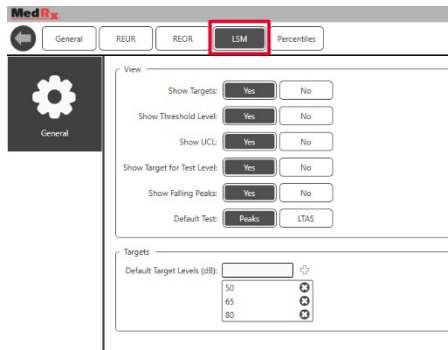 MedRx
General REUR REOR LSM Percentiles
General
View
Show Targets: Yes No
Show Threshold Level: Yes No
Show UCL: Yes No
Show Target for Test Level: Yes No
Show Falling Peaks: Yes No
Default Test: Peaks LTAS
Targets
Default Target Levels (dB):
50
65
80